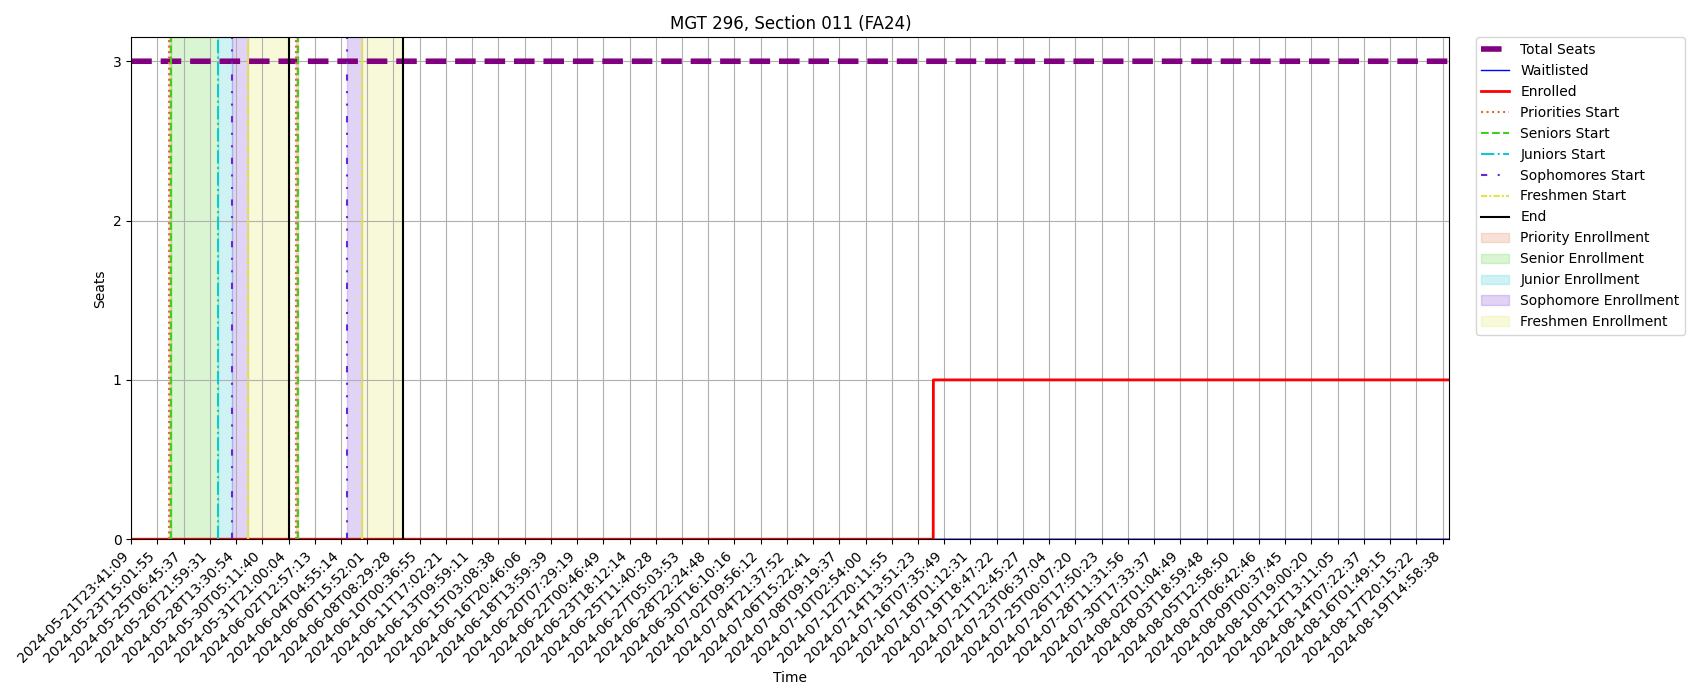 MGT 296, Section 011 (FA24)
Seats
3
2
1
0
2024-05-21T23:41:09
2024-05-23T15:01:55
2024-05-25T06:45:37
2024-05-26T21:59:31
2024-05-28T13:30:54
2024-05-30T05:11:40
2024-05-31T21:00:04
2024-06-02T12:57:13
2024-06-04T04:55:14
2024-06-06T15:52:01
2024-06-08T08:29:28
2024-06-10T00:36:55
2024-06-11T17:02:21
2024-06-13T09:59:11
2024-06-15T03:08:38
2024-06-16T20:46:06
2024-06-18T13:59:39
2024-06-20T07:29:19
2024-06-22T00:46:49
2024-06-23T18:12:14
2024-06-25T11:40:28
2024-06-27T05:03:53
2024-06-28T22:24:48
2024-06-30T16:10:16
2024-07-02T09:56:12
2024-07-04T21:37:52
2024-07-06T15:22:41
2024-07-08T09:19:37
2024-07-10T02:54:00
2024-07-12T20:11:55
2024-07-14T13:51:23
2024-07-16T07:35:49
2024-07-18T01:12:31
2024-07-19T18:47:22
2024-07-21T12:45:27
2024-07-23T06:37:04
2024-07-25T00:07:20
2024-07-26T17:50:23
2024-07-28T11:31:56
2024-07-30T17:33:37
2024-08-02T01:04:49
2024-08-03T18:59:48
2024-08-05T12:58:50
2024-08-07T06:42:46
2024-08-09T00:37:45
2024-08-10T19:00:20
2024-08-12T13:11:05
2024-08-14T07:22:37
2024-08-16T01:49:15
2024-08-17T20:15:22
2024-08-19T14:58:38
Time
Total Seats
Waitlisted
Enrolled
Priorities Start
Seniors Start
Juniors Start
Sophomores Start
Freshmen Start
End
Priority Enrollment
Senior Enrollment
Junior Enrollment
Sophomore Enrollment
Freshmen Enrollment